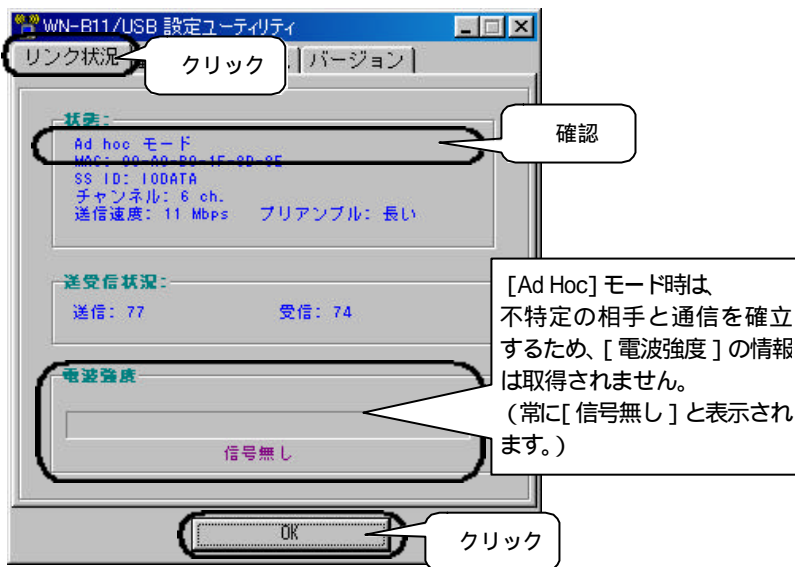 WN-B11/USB 設定ユーティリティ
リンク状況
バージョン
クリック
状態:
確認
Ad hoc モード
SS ID: IODATA
チャンネル: 6 ch.
送信速度: 11 Mbps プリアンブル: 長い
送受信状況:
送信: 77 受信: 74
[Ad Hoc] モード時は、
不特定の相手と通信を確立
するため、[ 電波強度 ] の情報
は取得されません。
(常に[ 信号無し ] と表示され
ます。)
電波強度
信号無し
OK
クリック